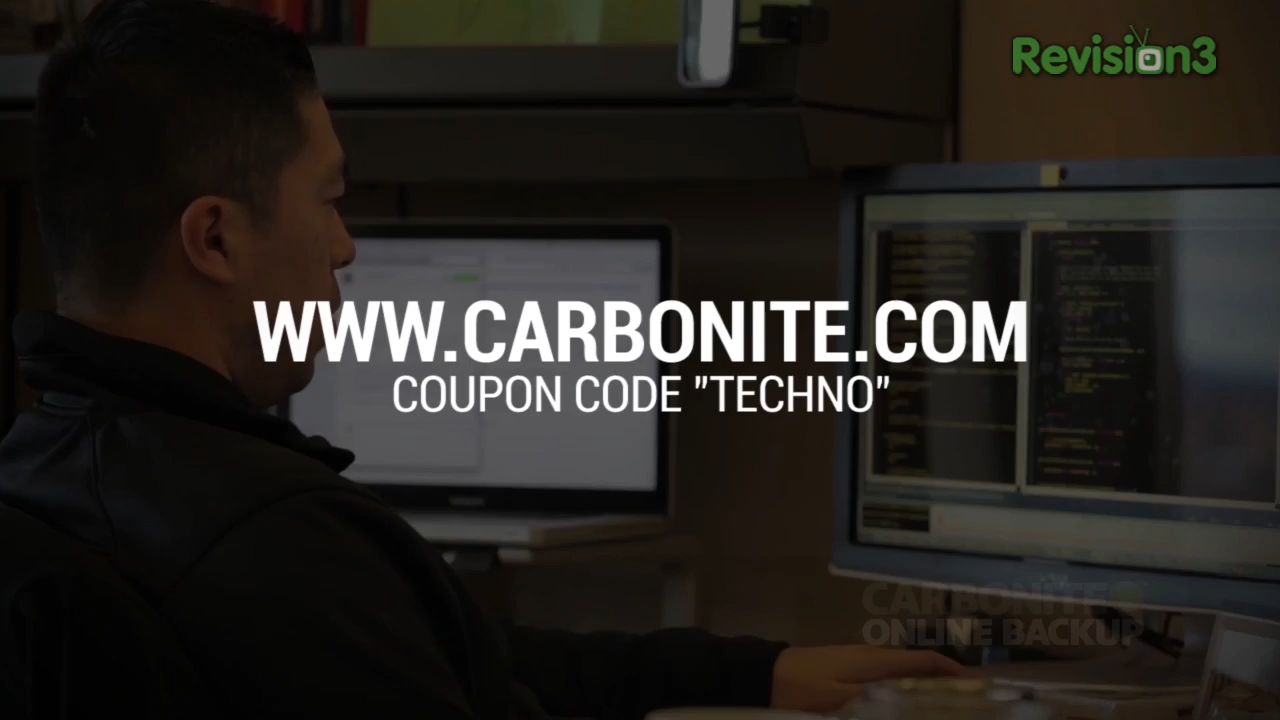 Revision3
WWW.CARBONITE.COM
COUPON CODE "TECHNO"
CARBONITE
ONLINE BACKUP